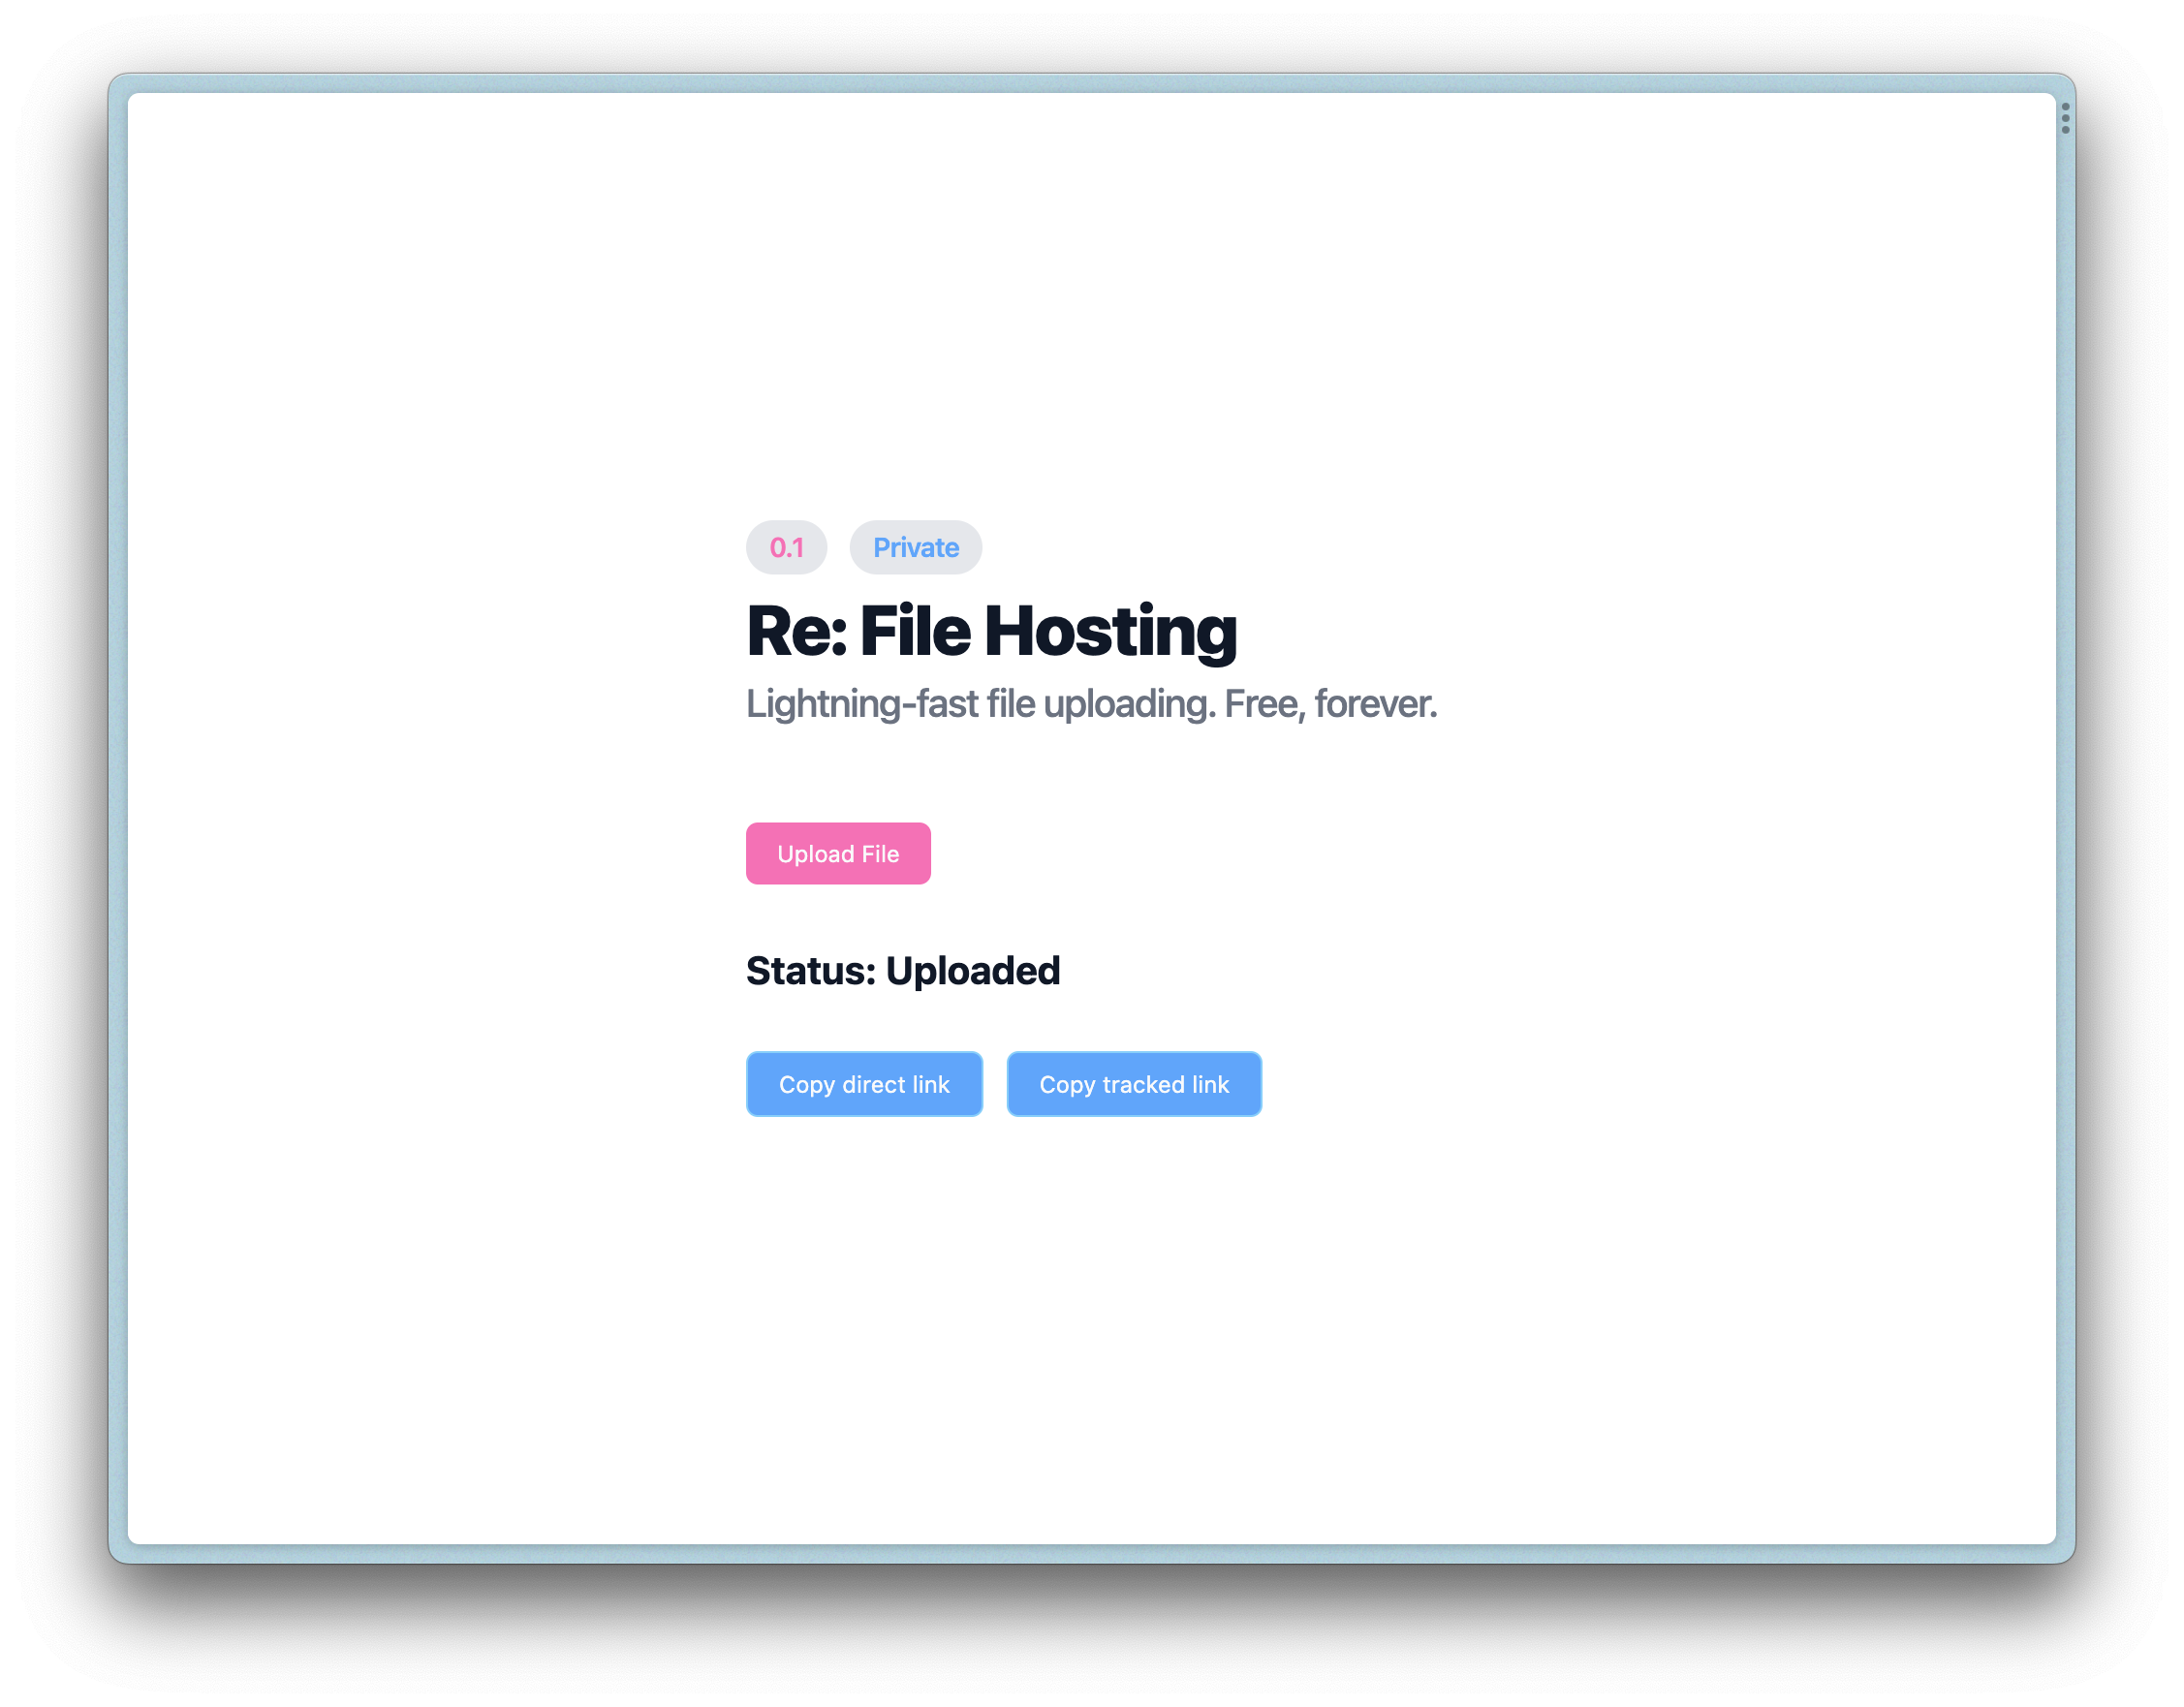 0.1 Private
Re: File Hosting
Lightning-fast file uploading. Free, forever.
Upload File
Status: Uploaded
Copy direct link Copy tracked link